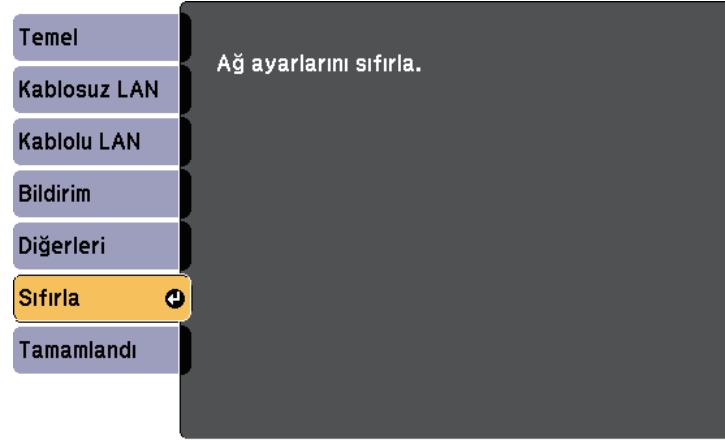 Temel
Kablosuz LAN
Kablolu LAN
Bildirim
Diğerleri
Sıfırla
Tamamlandı
Ağ ayarlarını sıfırla.